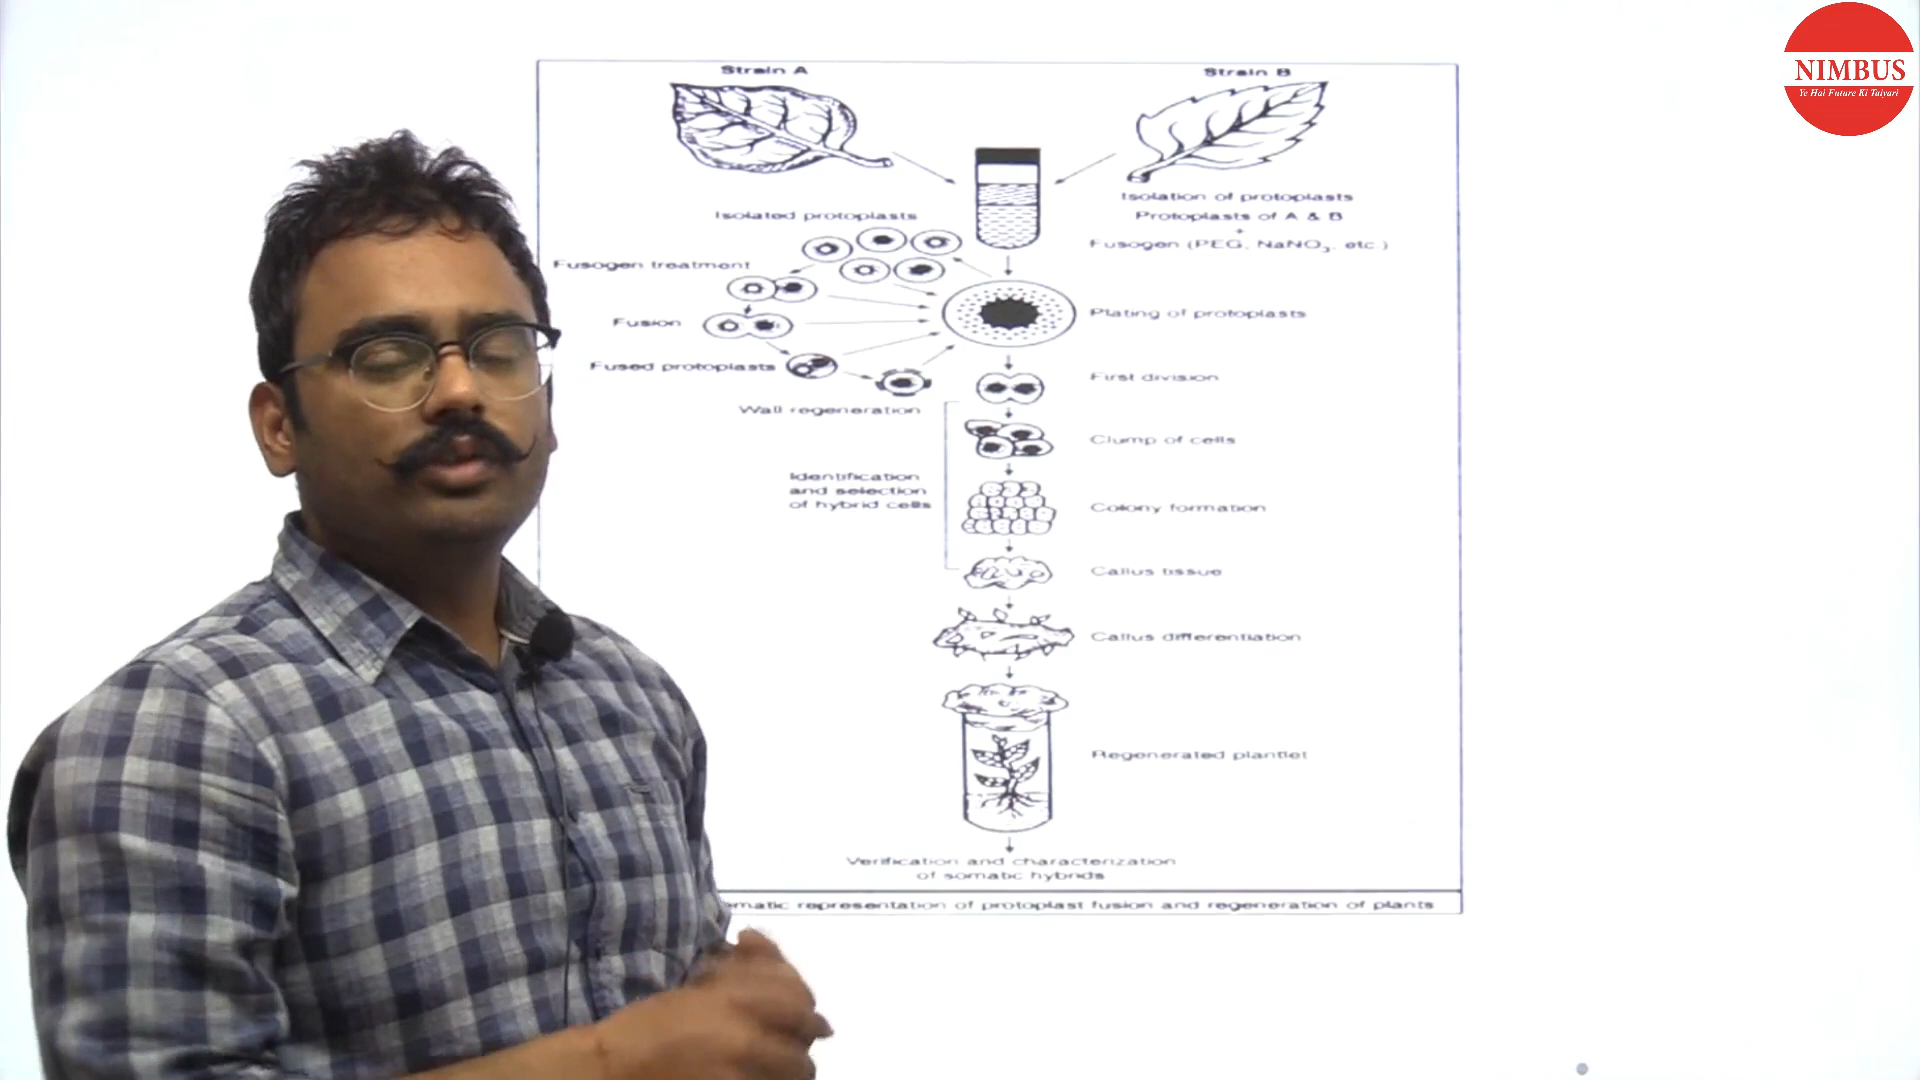 Strain A
Strain B
Isolation of protoplasts
Protoplasts of A & B
+
Fusogen (PEG, NaNO3, etc.)
Isolated protoplasts
Fusogen treatment
Fusion
Fused protoplasts
Wall regeneration
Plating of protoplasts
First division
Clump of cells
Identification
and selection
of hybrid cells
Colony formation
Callus tissue
Callus differentiation
Regenerated plantlet
Verification and characterization
of somatic hybrids
representation of protoplast fusion and regeneration of plants
NIMBUS
Ye Hai Future Ki Taiyari